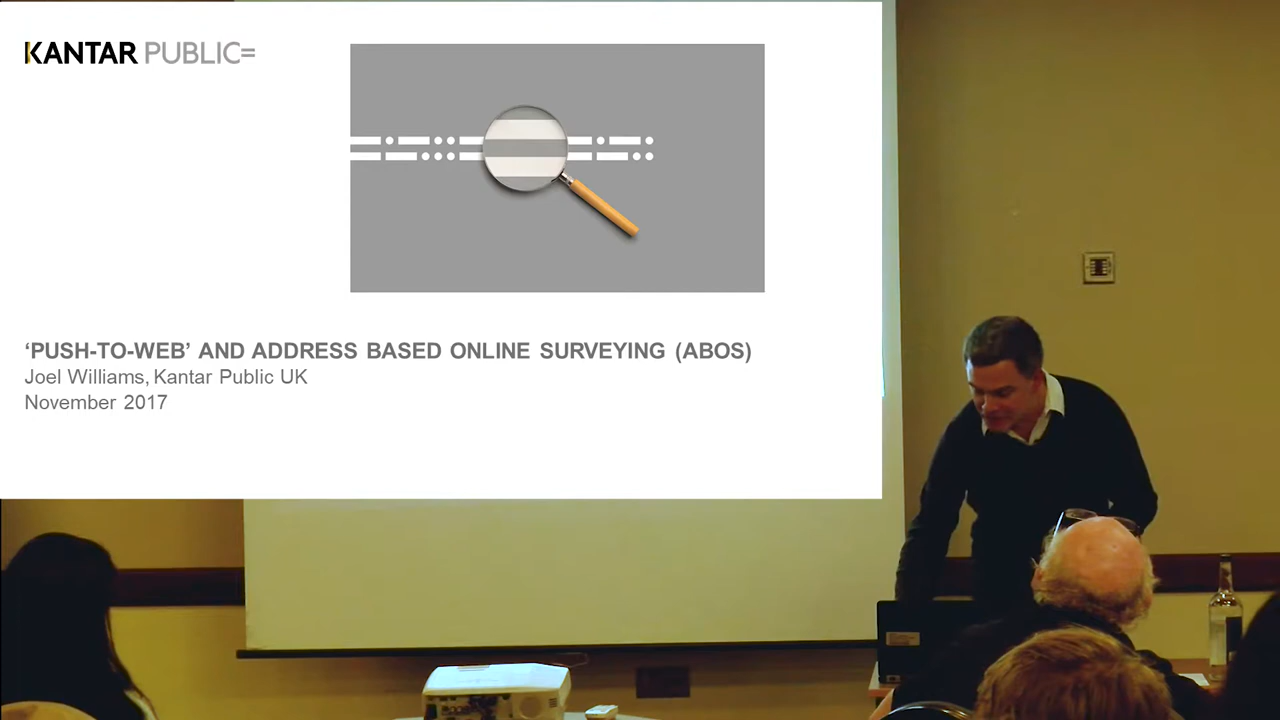 KANTAR PUBLIC=
‘PUSH-TO-WEB’ AND ADDRESS BASED ONLINE SURVEYING (ABOS)
Joel Williams, Kantar Public UK
November 2017